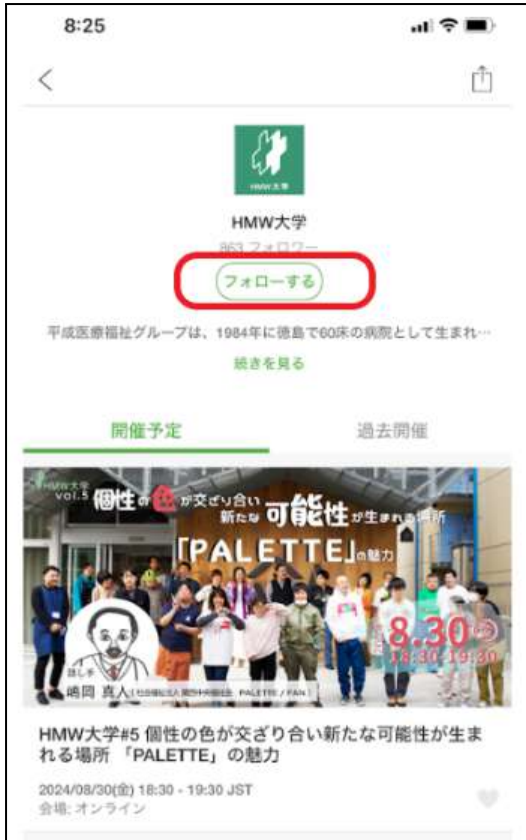 8:25
HMW大学
HMW大学
863 フォロワー
フォローする
平成医療福祉グループは、1984年に徳島で60床の病院として生まれ…
続きを見る
開催予定
過去開催
HMW大学
vol.5
個性の色が交ざり合い
新たな可能性が生まれる場所
「PALETTE」の魅力
8.30
18:30-19:30
話し手
嶋岡 真人
PALETTE / PAN
HMW大学#5 個性の色が交ざり合い新たな可能性が生ま
れる場所 「PALETTE」の魅力
2024/08/30(金) 18:30 - 19:30 JST
会場: オンライン